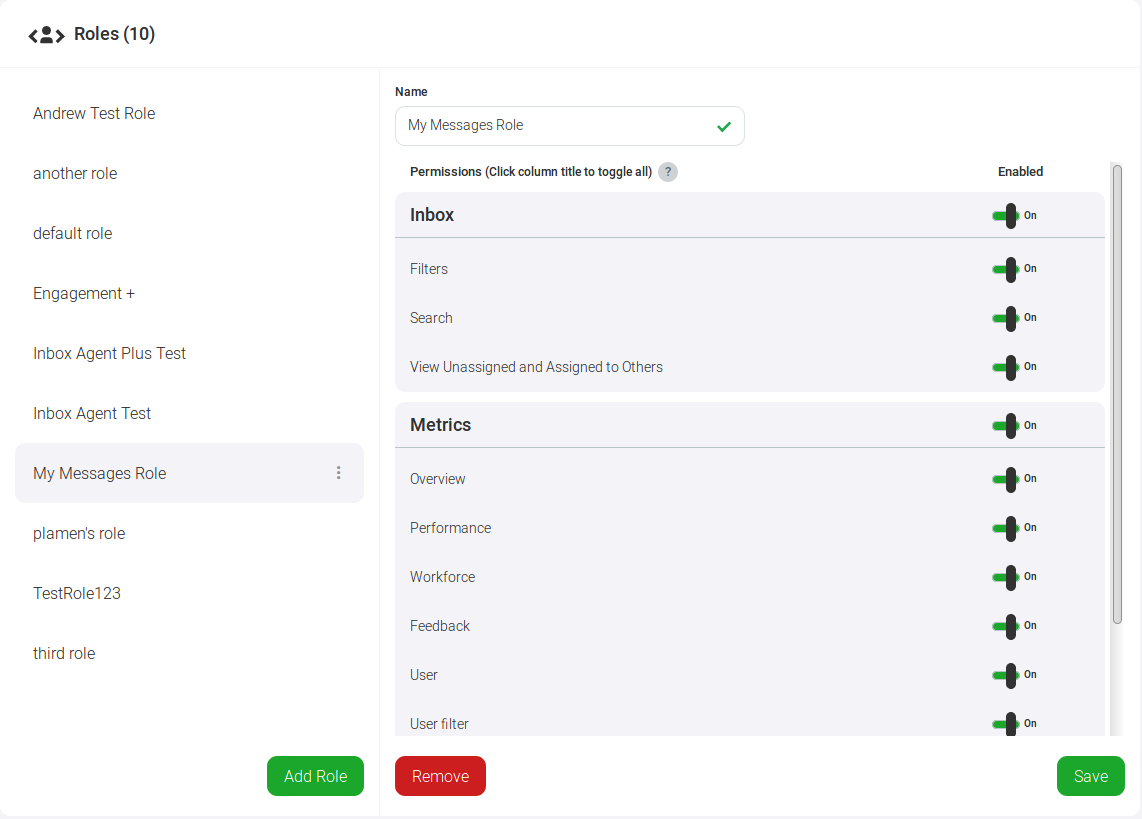 Roles (10)
Andrew Test Role
another role
default role
Engagement +
Inbox Agent Plus Test
Inbox Agent Test
My Messages Role
plamen's role
TestRole123
third role
Add Role
Name
My Messages Role
Permissions (Click column title to toggle all) ? Enabled
Inbox On
Filters On
Search On
View Unassigned and Assigned to Others On
Metrics On
Overview On
Performance On
Workforce On
Feedback On
User On
User filter On
Remove Save